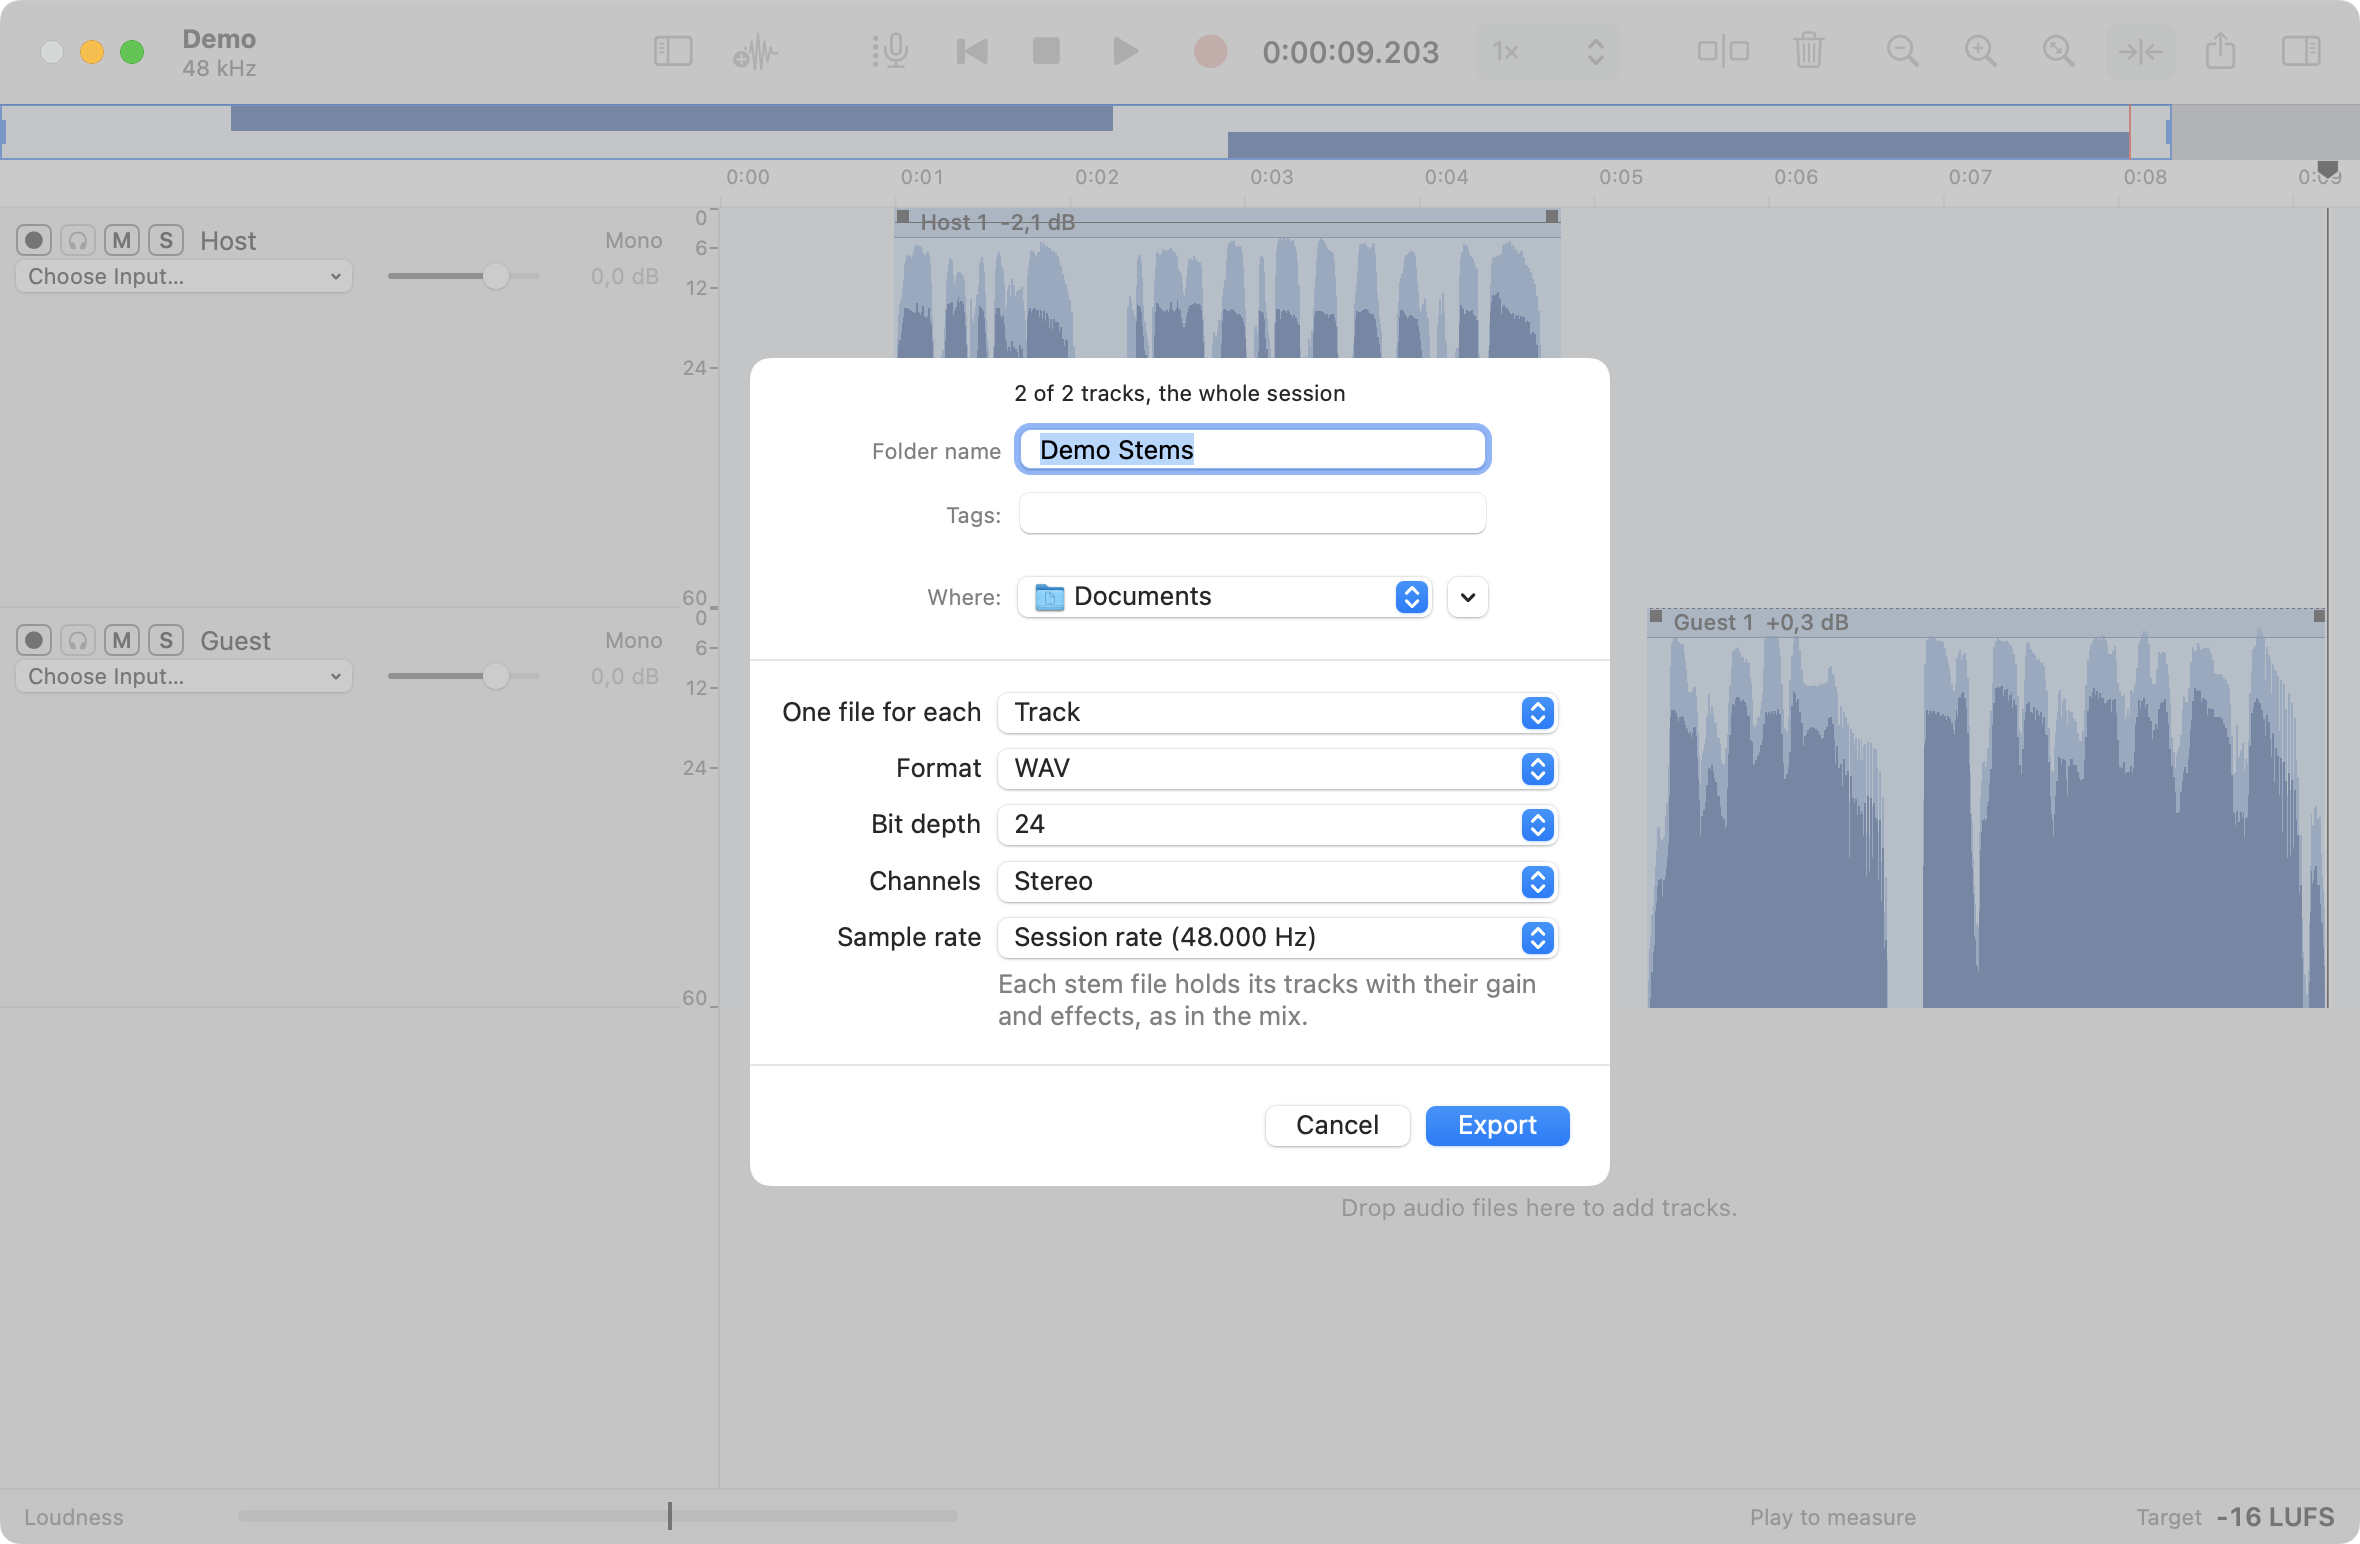 Demo
48 kHz
0:00:09.203
1×
0:00
0:01
0:02
0:03
0:04
0:05
0:06
0:07
0:08
0:09
M
S
Host
Mono
Choose Input...
0,0 dB
0
6
12
24
60
Host 1 -2,1 dB
M
S
Guest
Mono
Choose Input...
0,0 dB
0
6
12
24
60
Guest 1 +0,3 dB
2 of 2 tracks, the whole session
Folder name
Demo Stems
Tags:
Where:
Documents
One file for each
Track
Format
WAV
Bit depth
24
Channels
Stereo
Sample rate
Session rate (48.000 Hz)
Each stem file holds its tracks with their gain
and effects, as in the mix.
Cancel
Export
Drop audio files here to add tracks.
Loudness
Play to measure
Target -16 LUFS